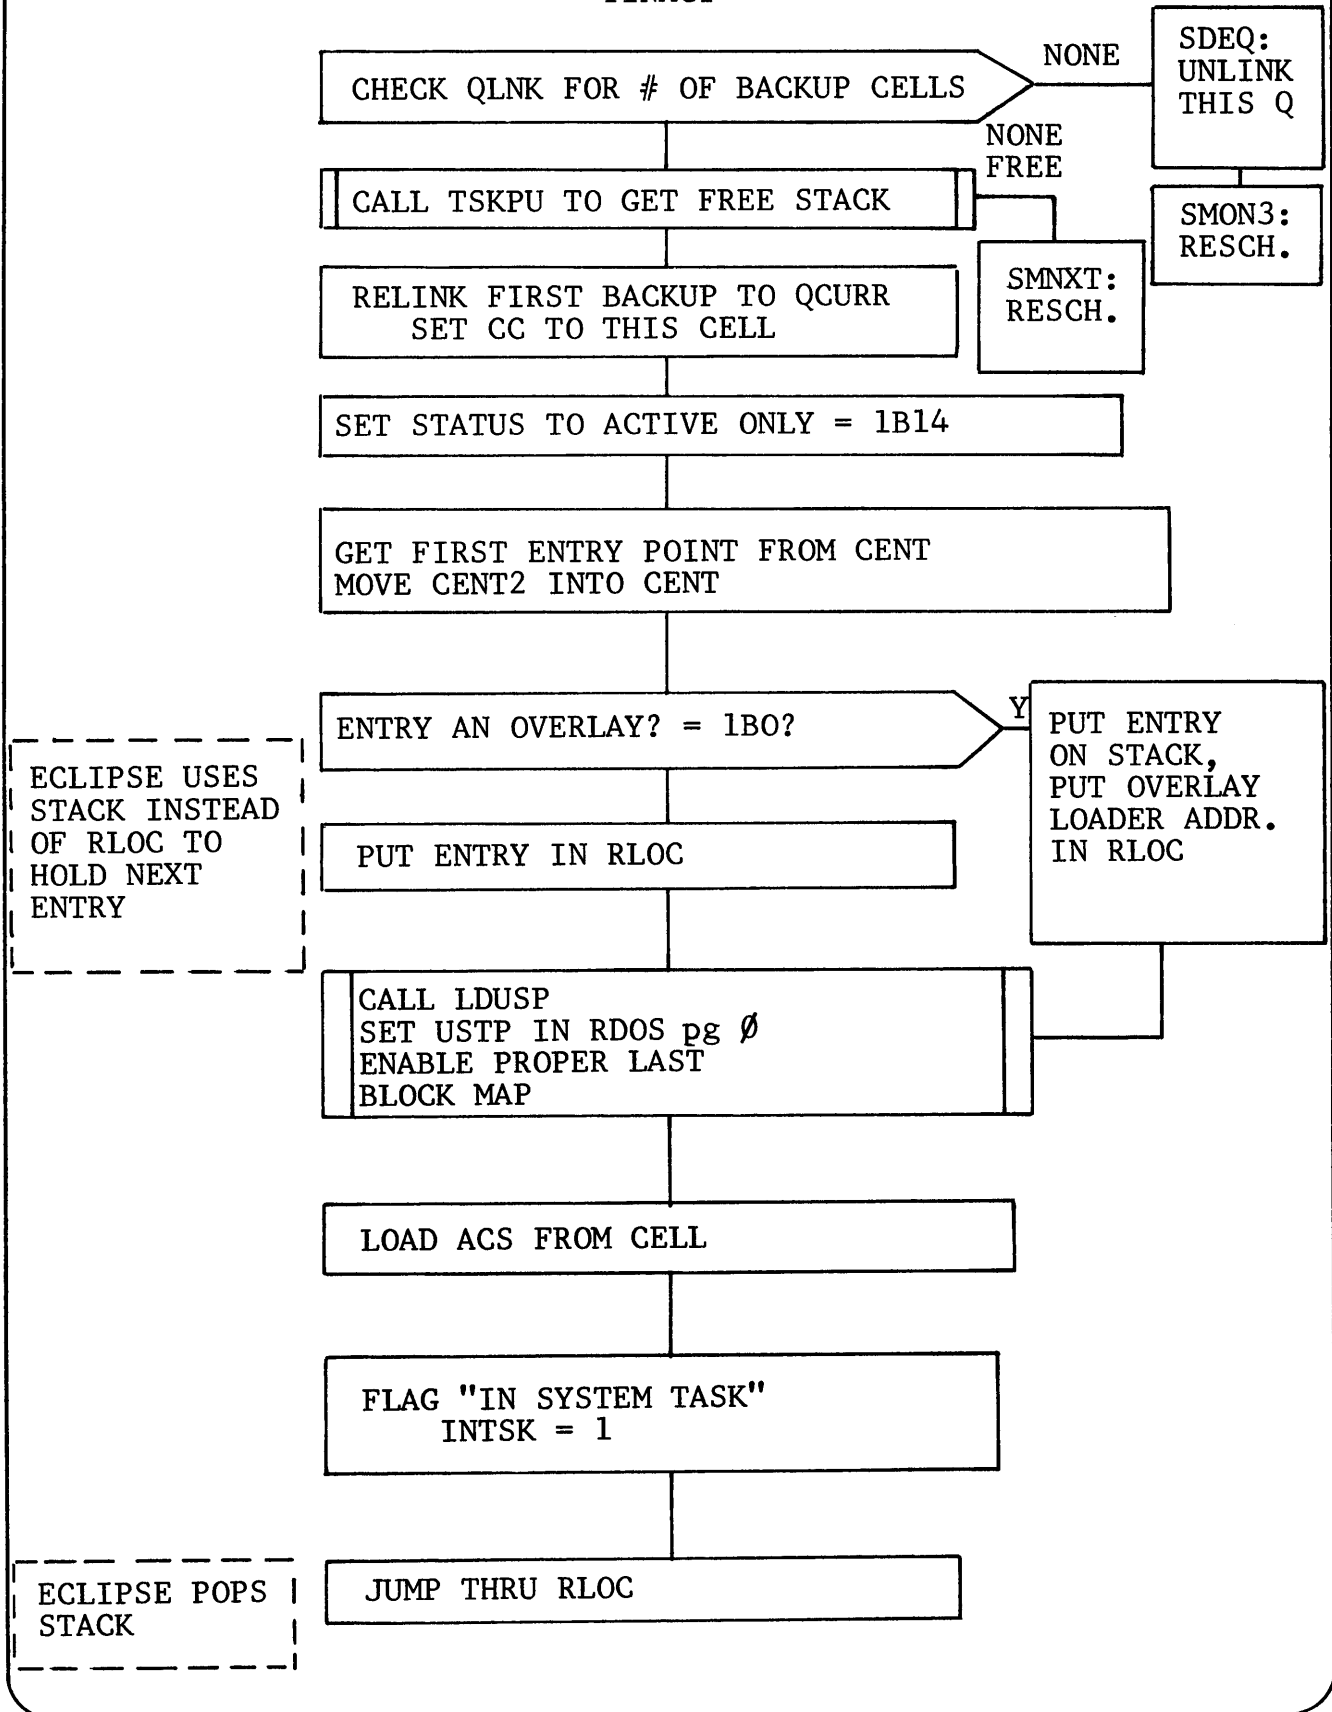 CHECK QLNK FOR # OF BACKUP CELLS
NONE
SDEQ:
UNLINK
THIS Q
NONE
FREE
CALL TSKPU TO GET FREE STACK
SMON3:
RESCH.
SMNXT:
RESCH.
RELINK FIRST BACKUP TO QCURR
SET CC TO THIS CELL
SET STATUS TO ACTIVE ONLY = 1B14
GET FIRST ENTRY POINT FROM CENT
MOVE CENT2 INTO CENT
ENTRY AN OVERLAY? = 1BO?
Y
PUT ENTRY
ON STACK,
PUT OVERLAY
LOADER ADDR.
IN RLOC
ECLIPSE USES
STACK INSTEAD
OF RLOC TO
HOLD NEXT
ENTRY
PUT ENTRY IN RLOC
CALL LDUSP
SET USTP IN RDOS pg Ø
ENABLE PROPER LAST
BLOCK MAP
LOAD ACS FROM CELL
FLAG "IN SYSTEM TASK"
INTSK = 1
ECLIPSE POPS
STACK
JUMP THRU RLOC